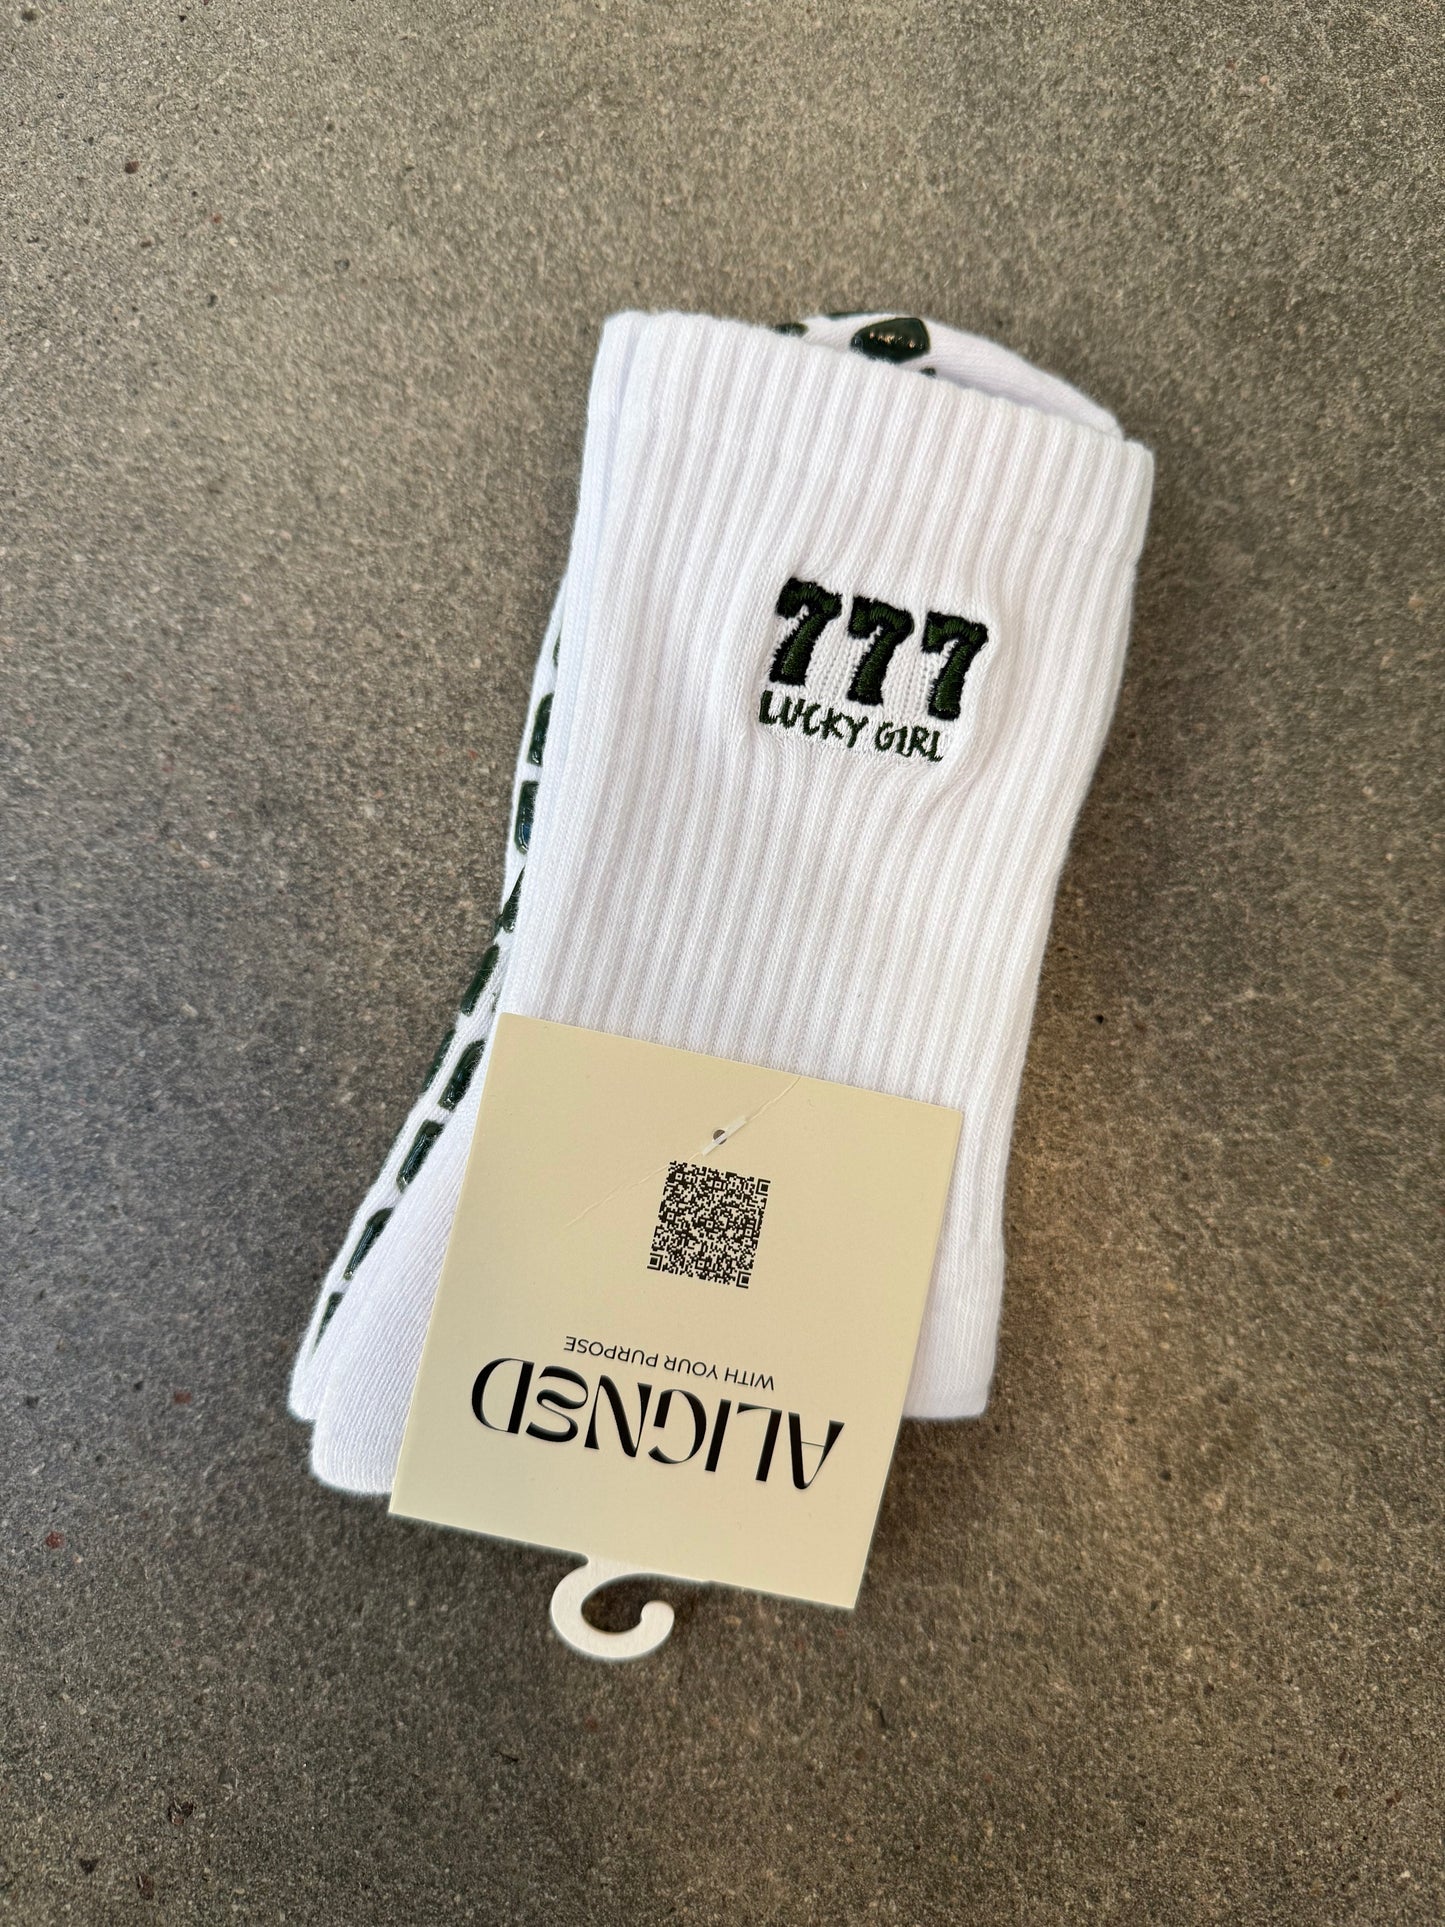 777
LUCKY GIRL
ALIGNED
WITH YOUR PURPOSE